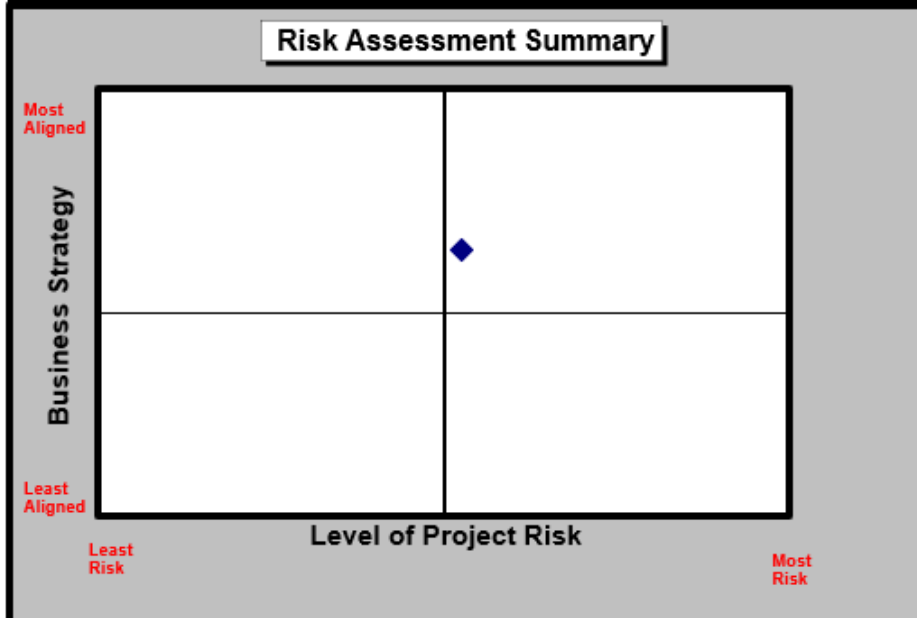 Risk Assessment Summary
Most
Aligned
Business Strategy
Least
Aligned
Level of Project Risk
Least
Risk
Most
Risk